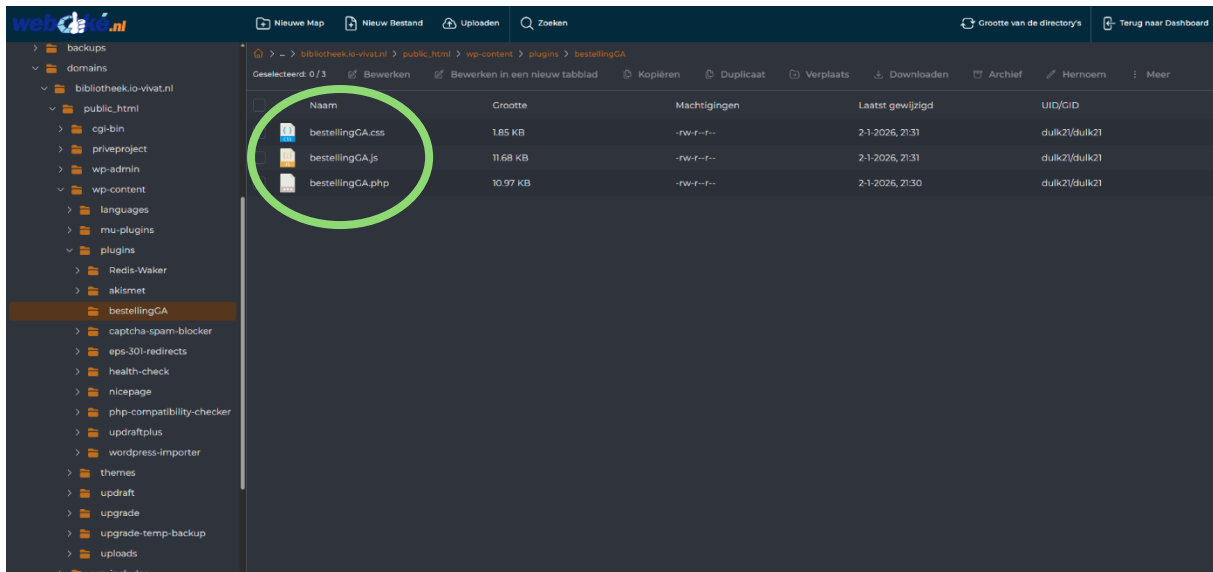 webdéké.nl
Nieuwe Map Nieuw Bestand Uploaden Zoeken Grootte van de directory's Terug naar Dashboard
backups
domains
bibliotheek.io-vivat.nl
public_html
cgi-bin
priveproject
wp-admin
wp-content
languages
mu-plugins
plugins
Redis-Waker
akismet
bestellingGA
captcha-spam-blocker
eps-301-redirects
health-check
nicepage
php-compatibility-checker
updraftplus
wordpress-importer
themes
updraft
upgrade
upgrade-temp-backup
uploads
> ... > bibliotheek.io-vivat.nl > public_html > wp-content > plugins > bestellingGA
Geselecteerd: 0/3 Bewerken Bewerken in een nieuw tabblad Kopiëren Duplicaat Verplaats Downloaden Archief Hernoem Meer
Naam Grootte Machtigingen Laatst gewijzigd UID/GID
bestellingGA.css 1.85 KB -rw-r--r-- 2-1-2026, 21:31 dulk21/dulk21
bestellingGA.js 11.68 KB -rw-r--r-- 2-1-2026, 21:31 dulk21/dulk21
bestellingGA.php 10.97 KB -rw-r--r-- 2-1-2026, 21:30 dulk21/dulk21